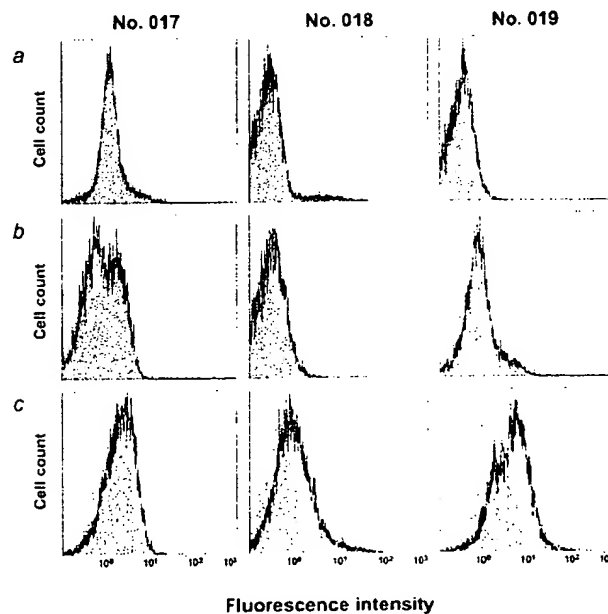 No. 017 No. 018 No. 019
a
Cell count
b
Cell count
c
Cell count
10⁰ 10¹ 10² 10³ 10⁰ 10¹ 10² 10³ 10⁰ 10¹ 10²
Fluorescence intensity